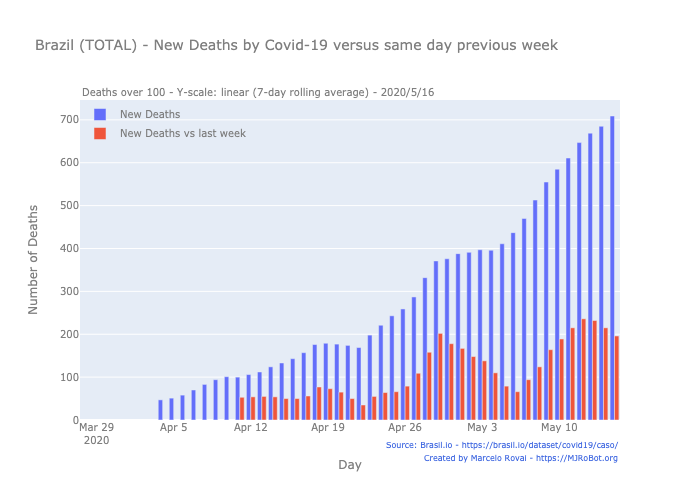 Brazil (TOTAL) - New Deaths by Covid-19 versus same day previous week
Deaths over 100 - Y-scale: linear (7-day rolling average) - 2020/5/16
New Deaths
New Deaths vs last week
700
600
500
400
300
200
100
0
Number of Deaths
Mar 29 Apr 5 Apr 12 Apr 19 Apr 26 May 3 May 10
2020
Source: Brasil.io - https://brasil.io/dataset/covid19/caso/
Created by Marcelo Rovai - https://MJRoBot.org
Day